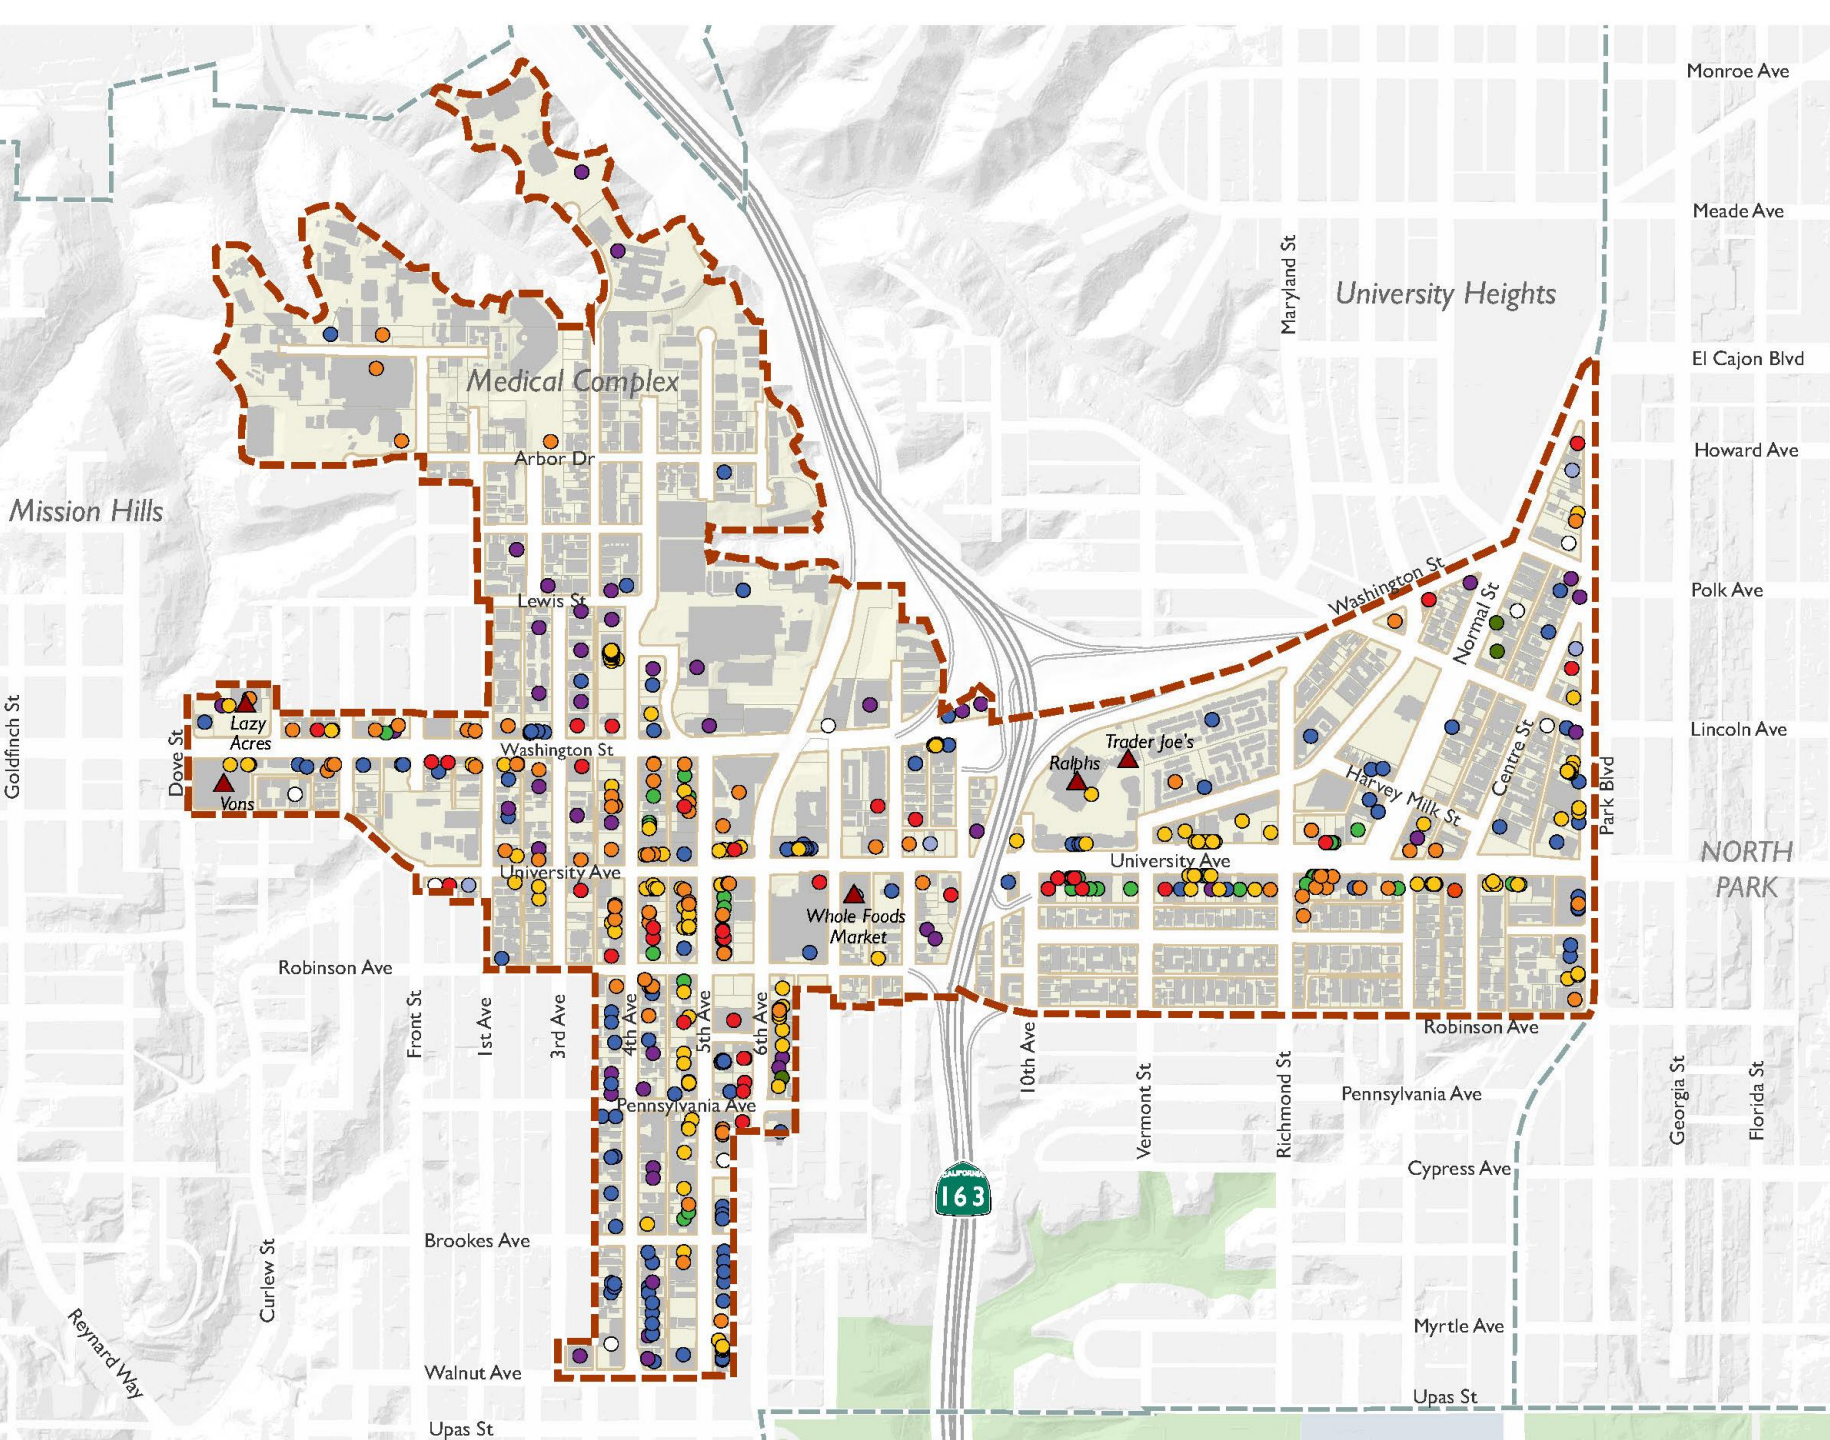 Monroe Ave
Meade Ave
Maryland St
University Heights
El Cajon Blvd
Medical Complex
Howard Ave
Arbor Dr
Mission Hills
Washington St
Polk Ave
Lewis St
Normal St
Goldfinch St
Dove St
Lazy
Acres
Vons
Washington St
Lincoln Ave
Centre St
Trader Joe's
Ralphs
Harvey Milk St
Park Blvd
University Ave
University Ave
NORTH
PARK
Whole Foods
Market
Robinson Ave
Front St
1st Ave
3rd Ave
4th Ave
5th Ave
6th Ave
10th Ave
Robinson Ave
Vermont St
Richmond St
Georgia St
Florida St
Pennsylvania Ave
Pennsylvania Ave
Cypress Ave
CALIFORNIA
163
Brookes Ave
Curlew St
Reynard Way
Myrtle Ave
Walnut Ave
Upas St
Upas St